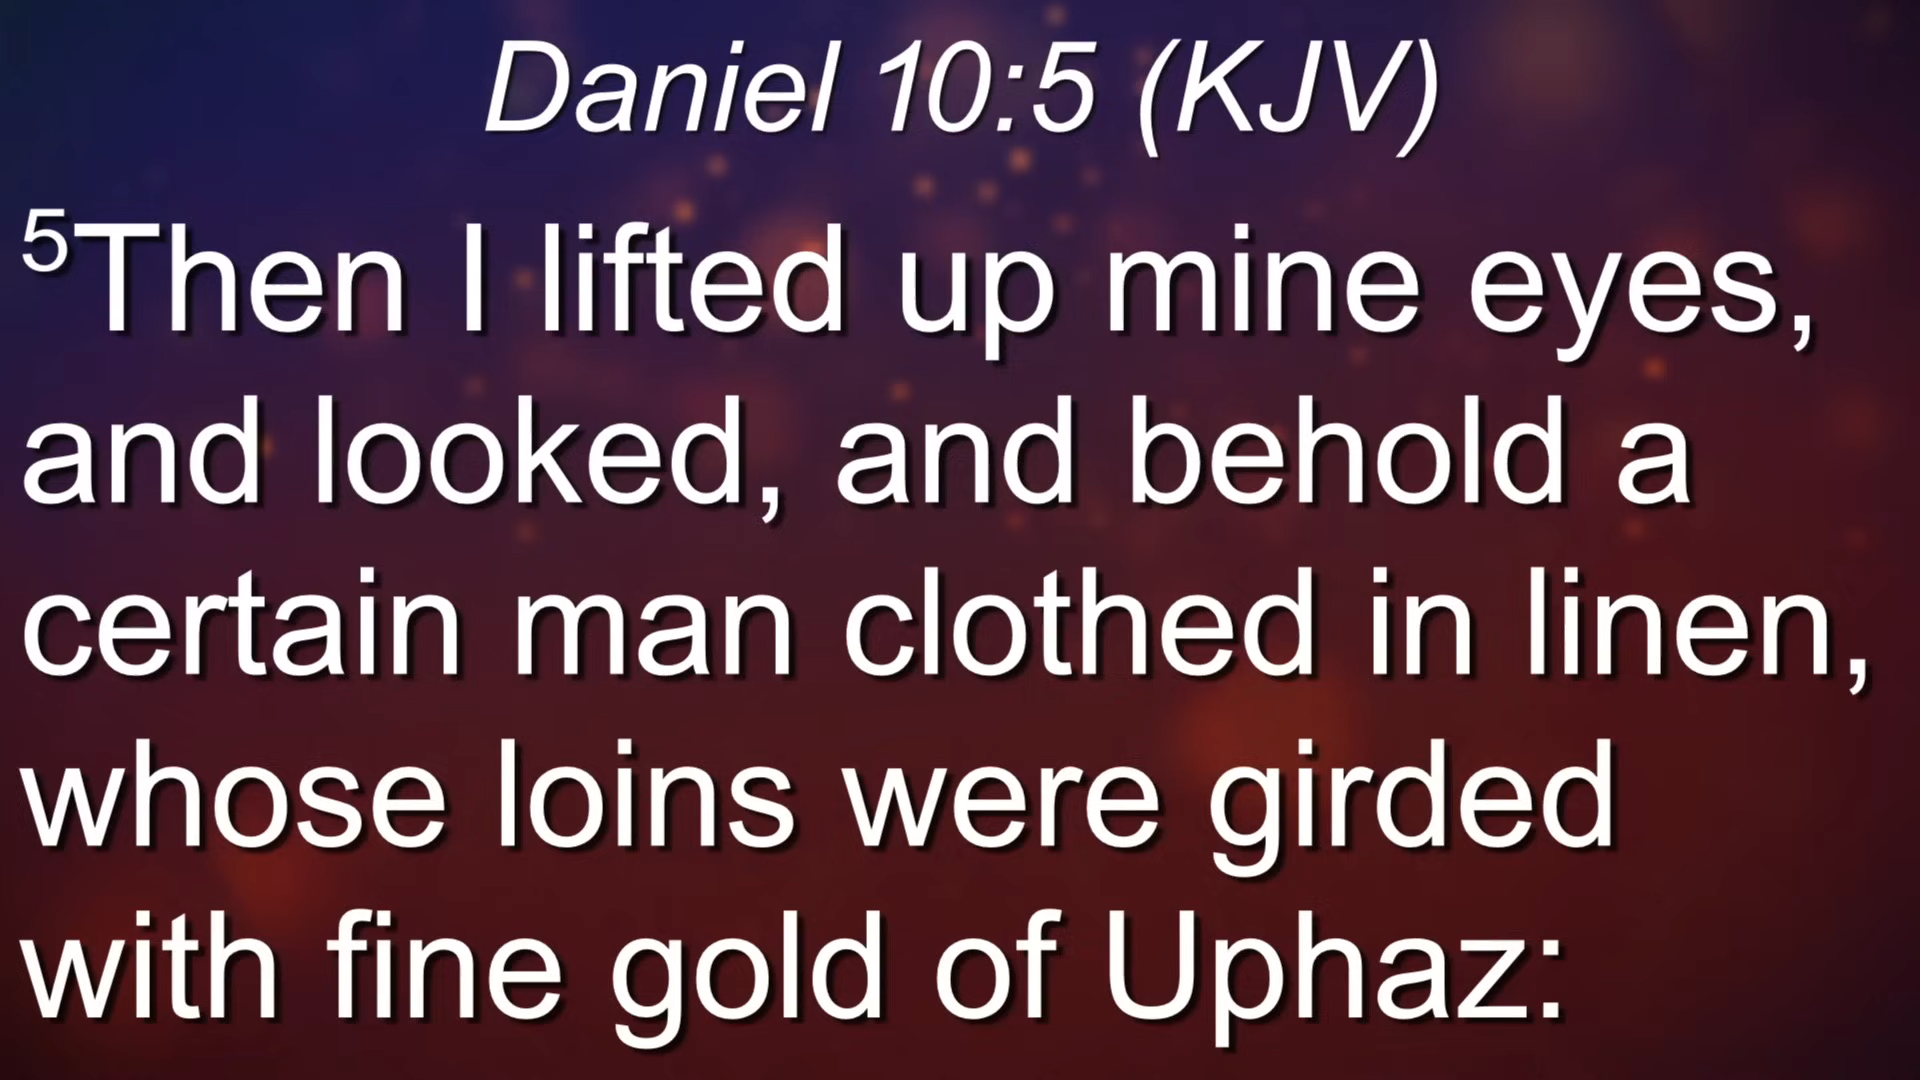 Daniel 10:5 (KJV)
5Then I lifted up mine eyes,
and looked, and behold a
certain man clothed in linen,
whose loins were girded
with fine gold of Uphaz: